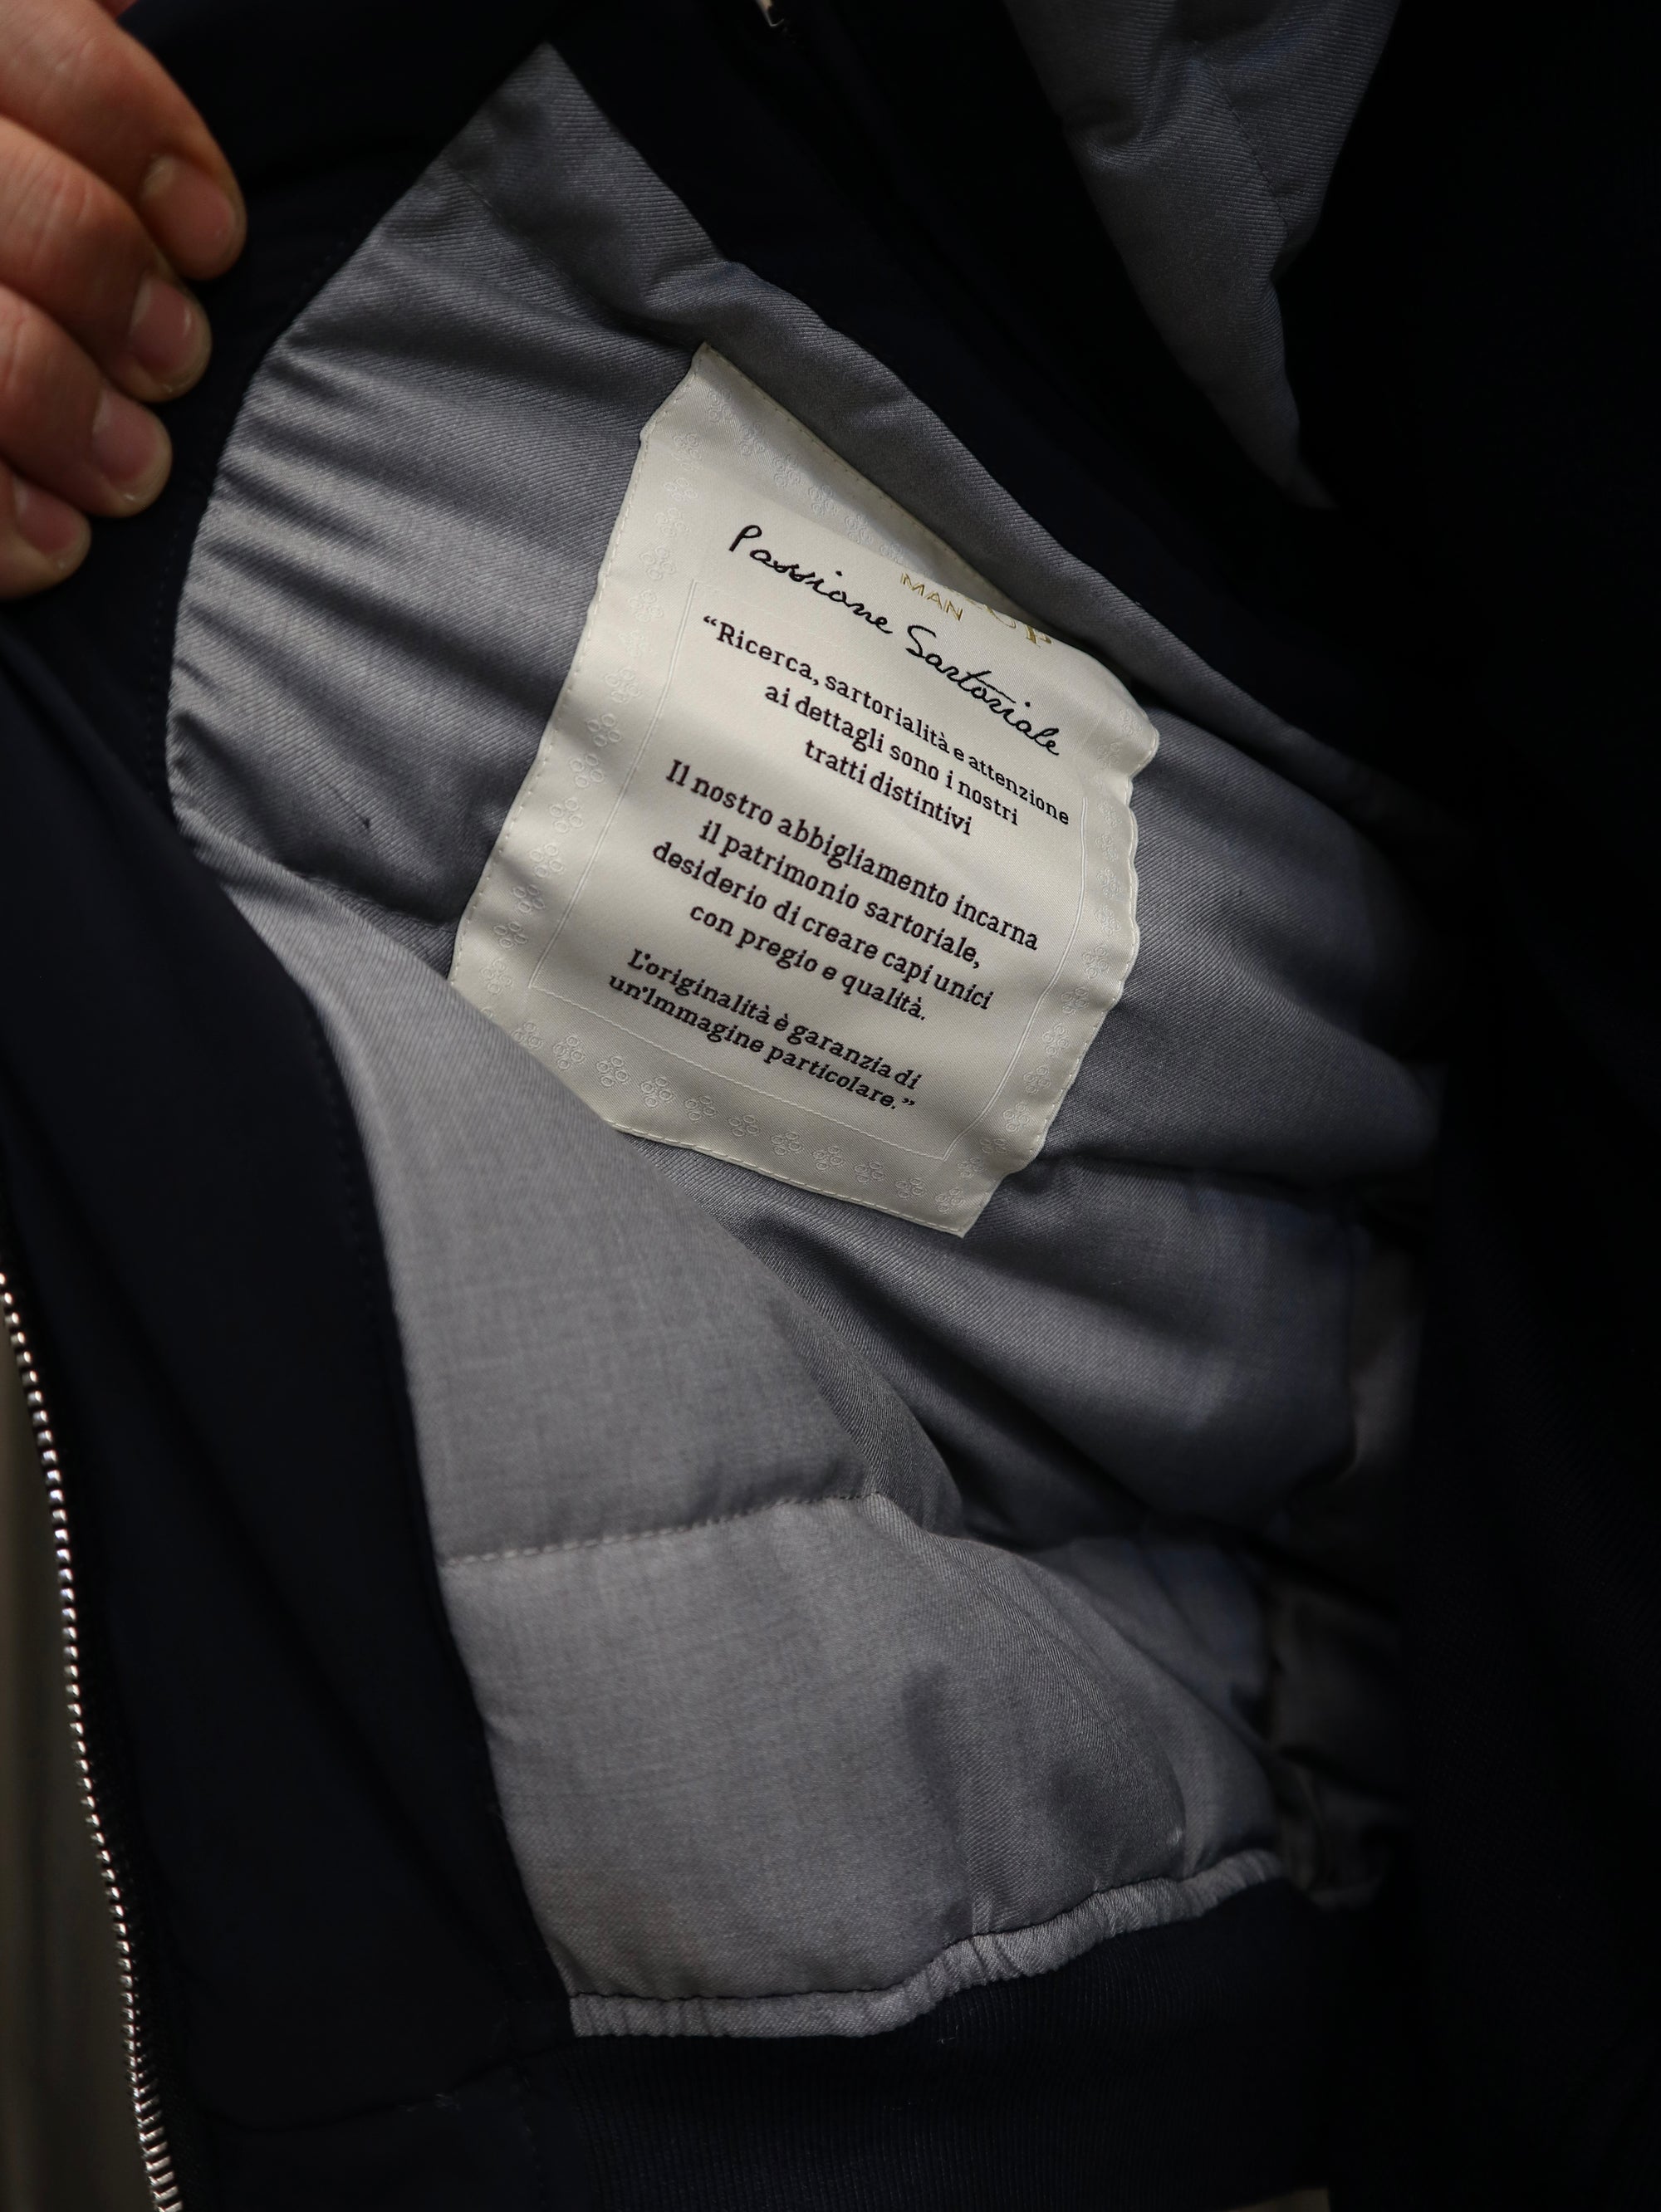 MAN
Passione Sartoriale
“Ricerca, sartorialità e attenzione
ai dettagli sono i nostri
tratti distintivi
Il nostro abbigliamento incarna
il patrimonio sartoriale,
desiderio di creare capi unici
con pregio e qualità.
L'originalità è garanzia di
un'Immagine particolare.”